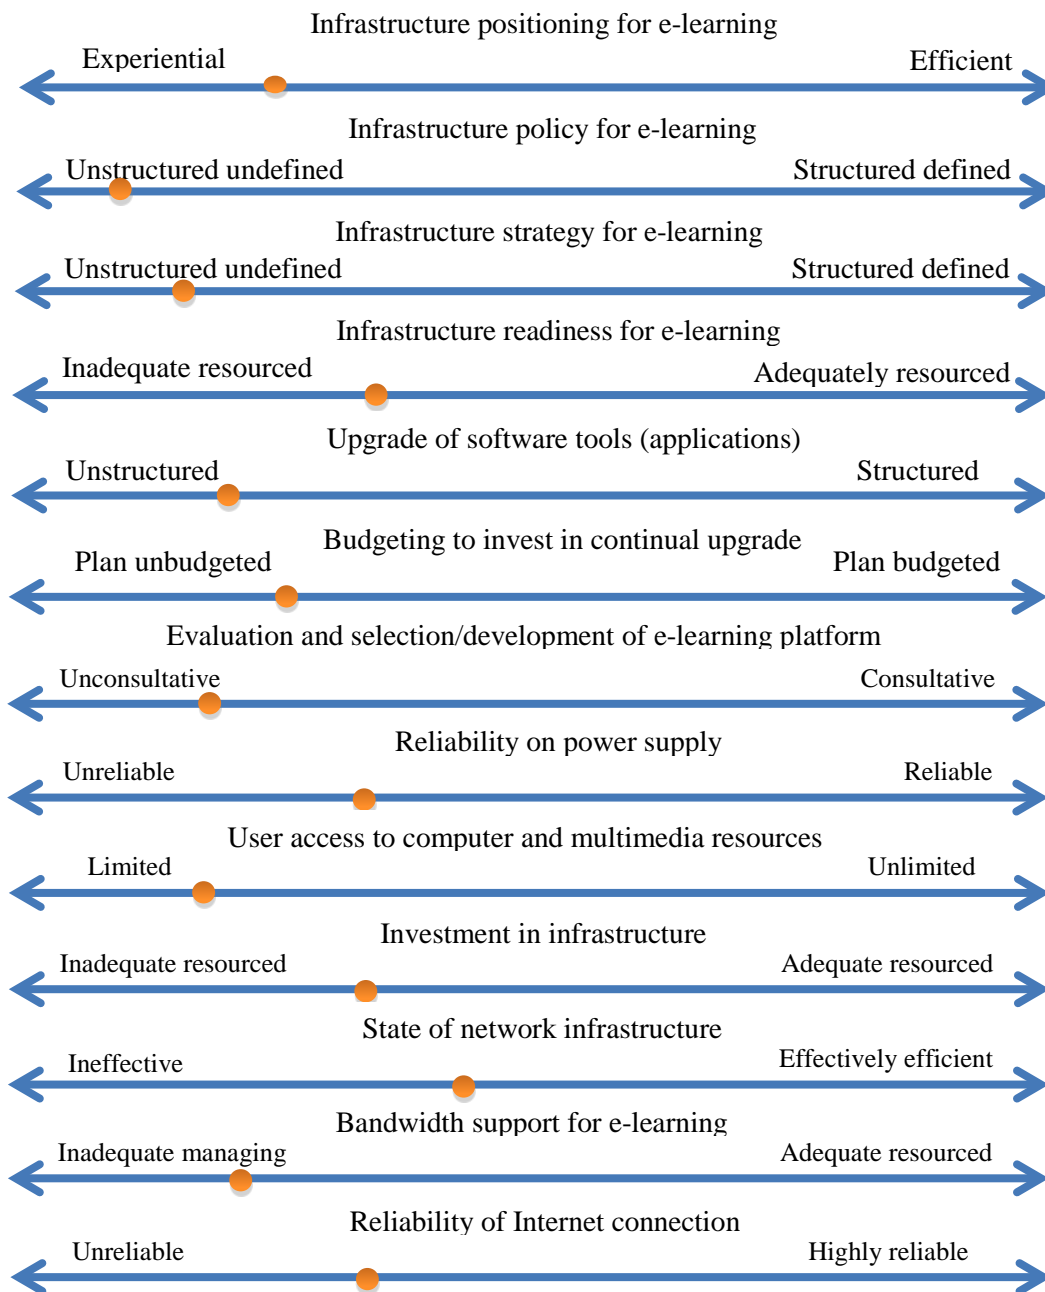 Infrastructure positioning for e-learning
Experiential Efficient
Infrastructure policy for e-learning
Unstructured undefined Structured defined
Infrastructure strategy for e-learning
Unstructured undefined Structured defined
Infrastructure readiness for e-learning
Inadequate resourced Adequately resourced
Upgrade of software tools (applications)
Unstructured Structured
Budgeting to invest in continual upgrade
Plan unbudgeted Plan budgeted
Evaluation and selection/development of e-learning platform
Unconsultative Consultative
Reliability on power supply
Unreliable Reliable
User access to computer and multimedia resources
Limited Unlimited
Investment in infrastructure
Inadequate resourced Adequate resourced
State of network infrastructure
Ineffective Effectively efficient
Bandwidth support for e-learning
Inadequate managing Adequate resourced
Reliability of Internet connection
Unreliable Highly reliable